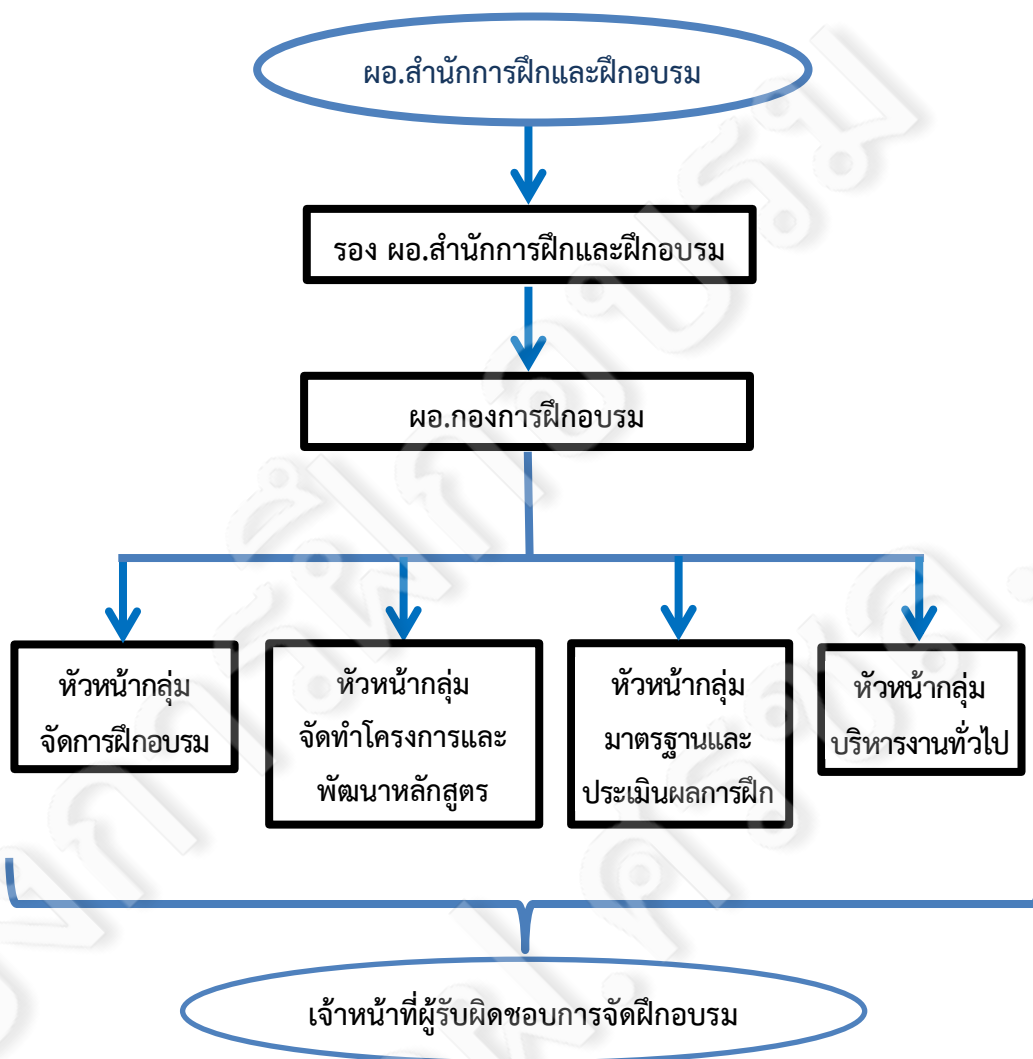 ผอ.สำนักการฝึกและฝึกอบรม
รอง ผอ.สำนักการฝึกและฝึกอบรม
ผอ.กองการฝึกอบรม
หัวหน้ากลุ่ม
จัดการฝึกอบรม
หัวหน้ากลุ่ม
จัดทำโครงการและ
พัฒนาหลักสูตร
หัวหน้ากลุ่ม
มาตรฐานและ
ประเมินผลการฝึก
หัวหน้ากลุ่ม
บริหารงานทั่วไป
เจ้าหน้าที่ผู้รับผิดชอบการจัดฝึกอบรม